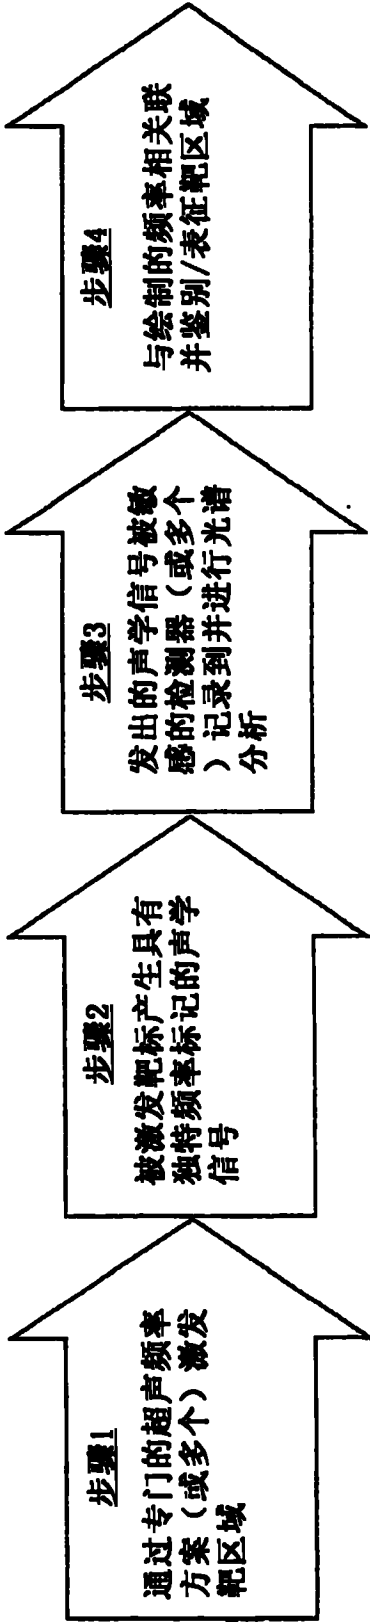 步骤1
通过专门的超声频率
方案（或多个）激发
靶区域
步骤2
被激发靶标产生具有
独特频率标记的声学
信号
步骤3
发出的声学信号被敏
感的检测器（或多个
）记录到并进行光谱
分析
步骤4
与绘制的频率相关联
并鉴别/表征靶区域